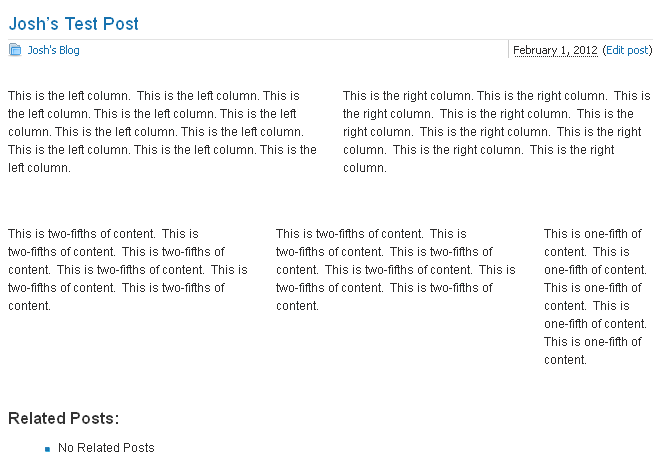 Josh's Test Post
Josh's Blog
February 1, 2012 (Edit post)
This is the left column.  This is the left column. This is
the left column. This is the left column. This is the left
column. This is the left column. This is the left column.
This is the left column. This is the left column. This is the
left column.
This is the right column. This is the right column.  This is
the right column.  This is the right column.  This is the
right column.  This is the right column.  This is the right
column.  This is the right column.  This is the right
column.
This is two-fifths of content.  This is
two-fifths of content.  This is two-fifths of
content.  This is two-fifths of content.  This is
two-fifths of content.  This is two-fifths of
content.
This is two-fifths of content.  This is
two-fifths of content.  This is two-fifths of
content.  This is two-fifths of content.  This is
two-fifths of content.  This is two-fifths of
content.
This is one-fifth of
content.  This is
one-fifth of content.
This is one-fifth of
content.  This is
one-fifth of content.
This is one-fifth of
content.
Related Posts:
No Related Posts